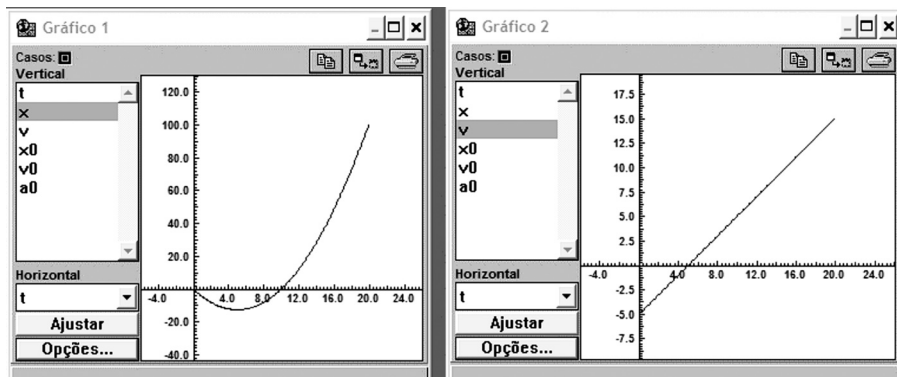 Gráfico 1
Casos:
Vertical
t
x
v
x0
v0
a0
Horizontal
t
Ajustar
Opções...
120.0
100.0
80.0
60.0
40.0
20.0
-4.0 4.0 8.0 12.0 16.0 20.0 24.0
-20.0
-40.0
Gráfico 2
Casos:
Vertical
t
x
v
x0
v0
a0
Horizontal
t
Ajustar
Opções...
17.5
15.0
12.5
10.0
7.5
5.0
2.5
-4.0 4.0 8.0 12.0 16.0 20.0 24.0
-2.5
-5.0
-7.5